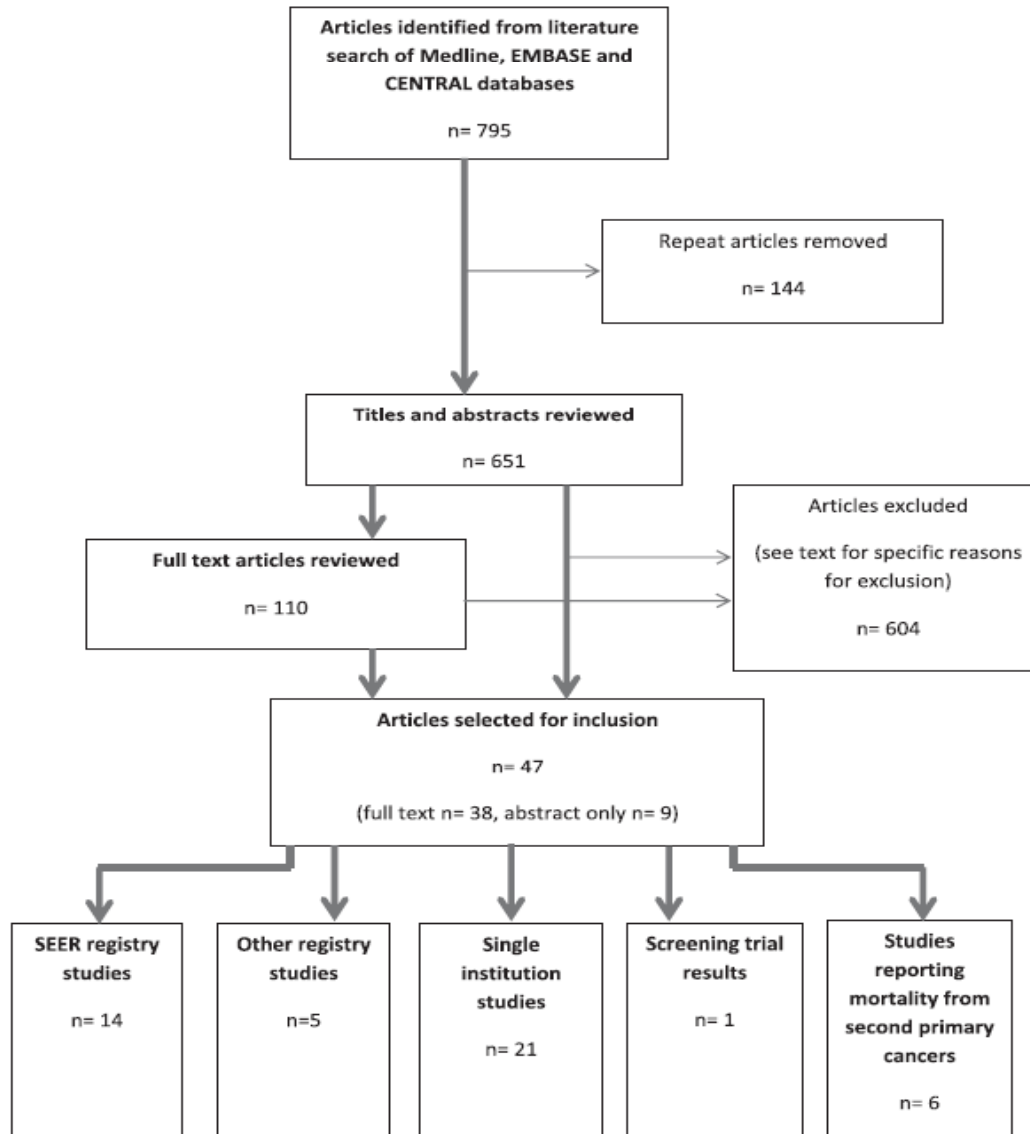 Articles identified from literature
search of Medline, EMBASE and
CENTRAL databases
n= 795
Repeat articles removed
n= 144
Titles and abstracts reviewed
n= 651
Articles excluded
(see text for specific reasons
for exclusion)
n= 604
Full text articles reviewed
n= 110
Articles selected for inclusion
n= 47
(full text n= 38, abstract only n= 9)
SEER registry
studies
n= 14
Other registry
studies
n=5
Single
institution
studies
n= 21
Screening trial
results
n= 1
Studies
reporting
mortality from
second primary
cancers
n= 6